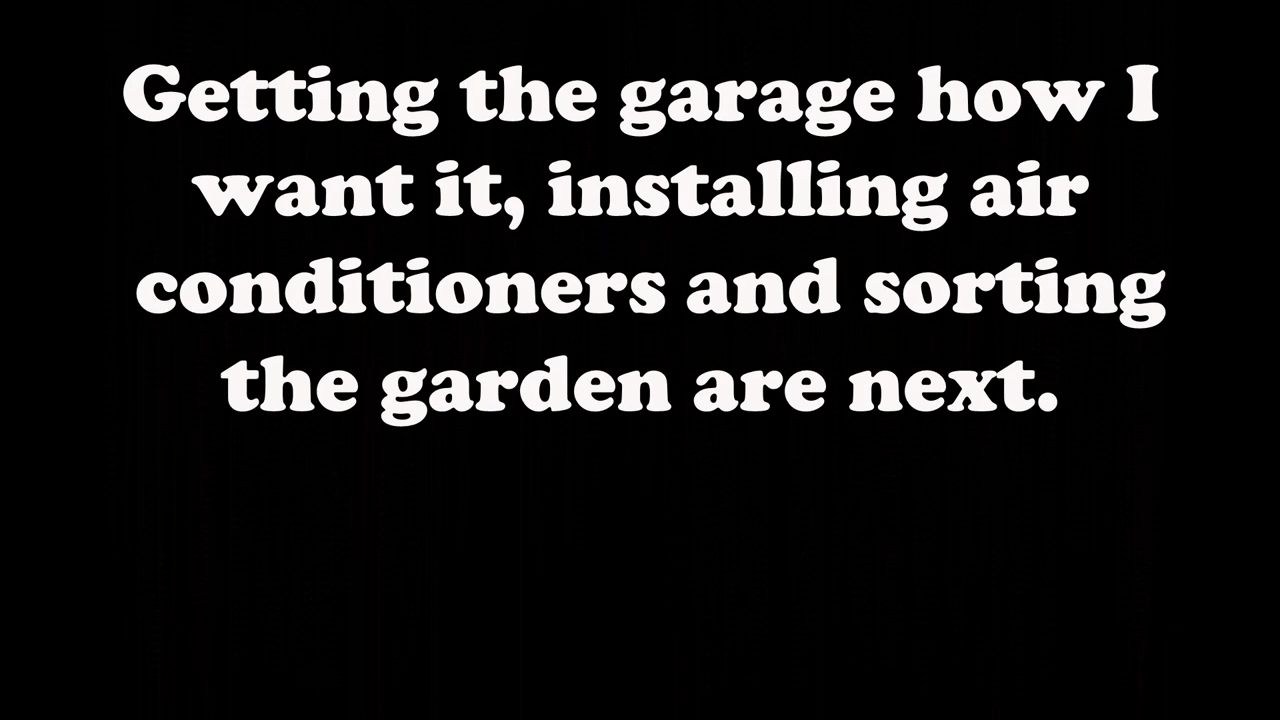 Getting the garage how I
want it, installing air
conditioners and sorting
the garden are next.